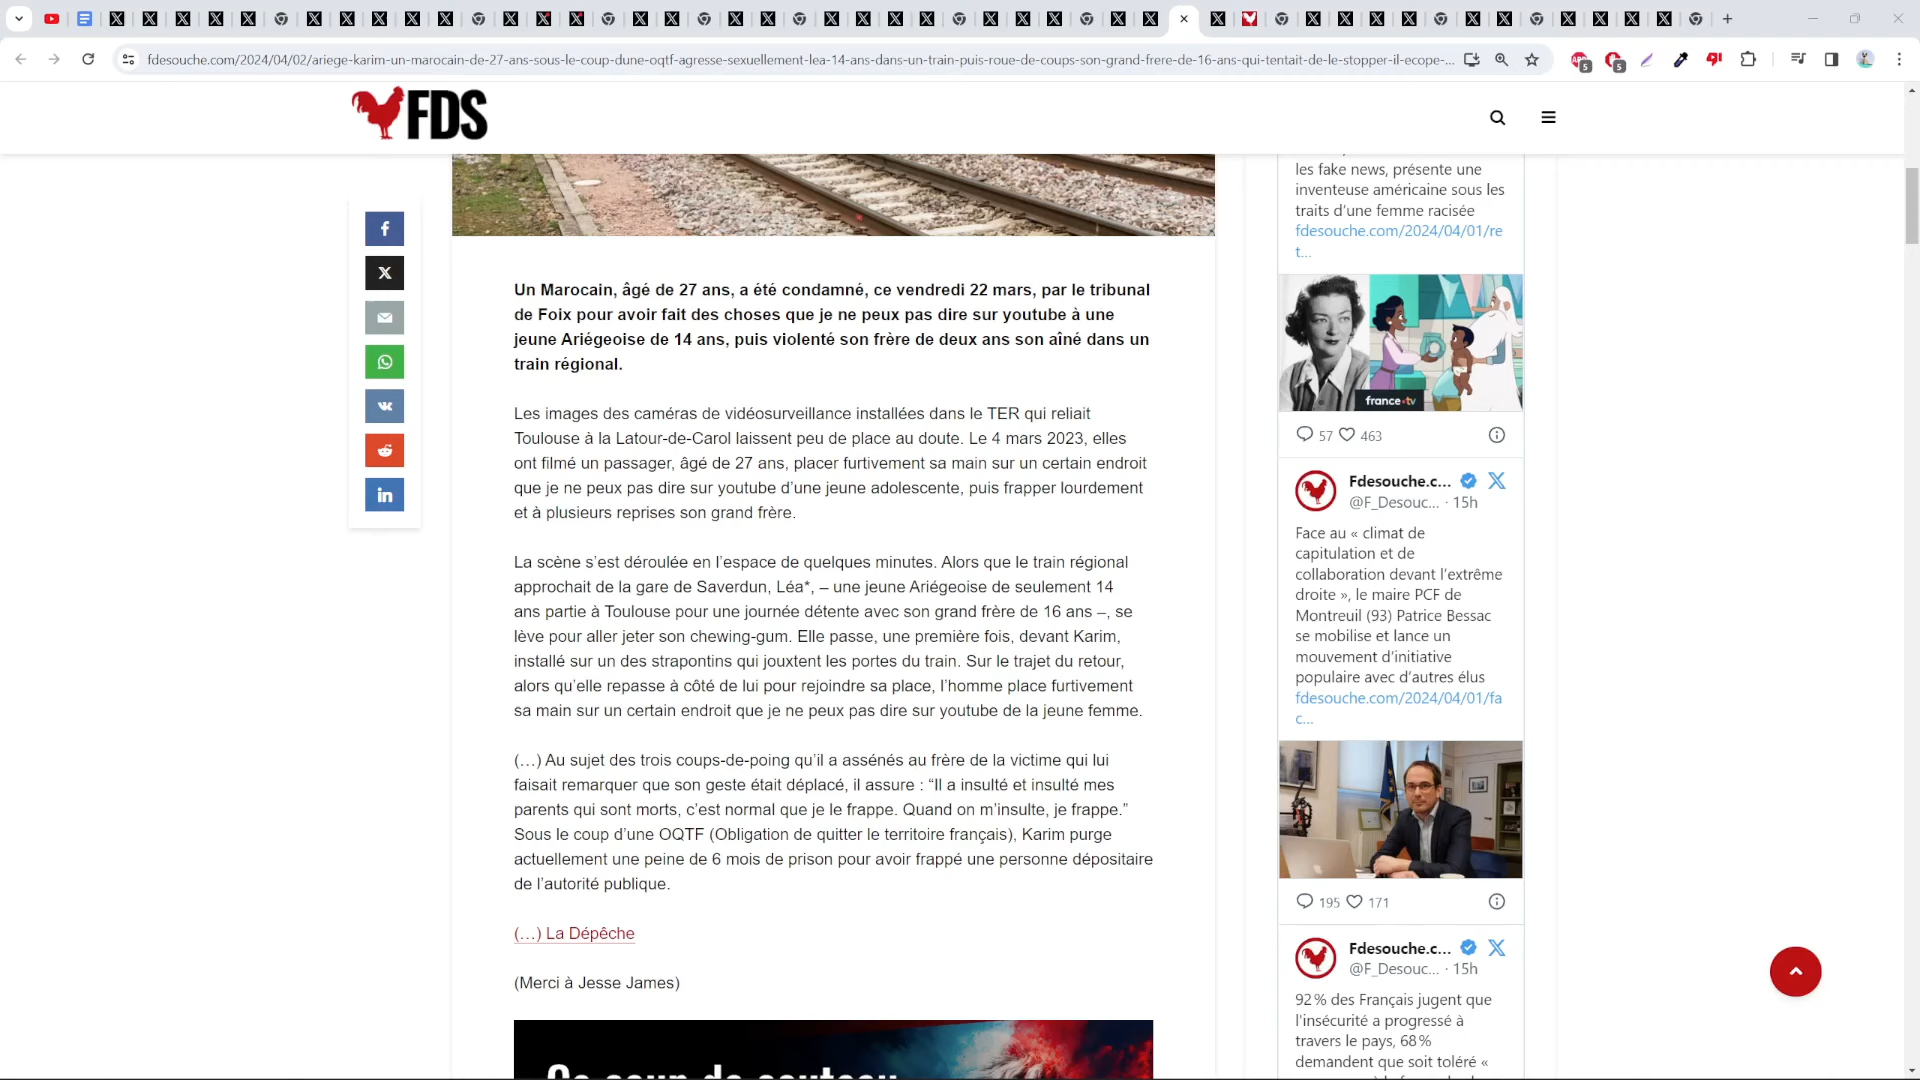 fdesouche.com/2024/04/02/ariege-karim-un-marocain-de-27-ans-sous-le-coup-dune-oqtf-agresse-sexuellement-lea-14-ans-dans-un-train-puis-roue-de-coups-son-grand-frere-de-16-ans-qui-tentait-de-le-stopper-il-ecope-...
5
5
FDS
Un Marocain, âgé de 27 ans, a été condamné, ce vendredi 22 mars, par le tribunal
de Foix pour avoir fait des choses que je ne peux pas dire sur youtube à une
jeune Ariégeoise de 14 ans, puis violenté son frère de deux ans son aîné dans un
train régional.
Les images des caméras de vidéosurveillance installées dans le TER qui reliait
Toulouse à la Latour-de-Carol laissent peu de place au doute. Le 4 mars 2023, elles
ont filmé un passager, âgé de 27 ans, placer furtivement sa main sur un certain endroit
que je ne peux pas dire sur youtube d’une jeune adolescente, puis frapper lourdement
et à plusieurs reprises son grand frère.
La scène s’est déroulée en l’espace de quelques minutes. Alors que le train régional
approchait de la gare de Saverdun, Léa*, – une jeune Ariégeoise de seulement 14
ans partie à Toulouse pour une journée détente avec son grand frère de 16 ans –, se
lève pour aller jeter son chewing-gum. Elle passe, une première fois, devant Karim,
installé sur un des strapontins qui jouxtent les portes du train. Sur le trajet du retour,
alors qu’elle repasse à côté de lui pour rejoindre sa place, l’homme place furtivement
sa main sur un certain endroit que je ne peux pas dire sur youtube de la jeune femme.
(…) Au sujet des trois coups-de-poing qu’il a assénés au frère de la victime qui lui
faisait remarquer que son geste était déplacé, il assure : “Il a insulté et insulté mes
parents qui sont morts, c’est normal que je le frappe. Quand on m’insulte, je frappe.”
Sous le coup d’une OQTF (Obligation de quitter le territoire français), Karim purge
actuellement une peine de 6 mois de prison pour avoir frappé une personne dépositaire
de l’autorité publique.
(…) La Dépêche
(Merci à Jesse James)
les fake news, présente une
inventeuse américaine sous les
traits d’une femme racisée
fdesouche.com/2024/04/01/re
t...
france•tv
57 463
Fdesouche.c...
@F_Desouc... · 15h
Face au « climat de
capitulation et de
collaboration devant l’extrême
droite », le maire PCF de
Montreuil (93) Patrice Bessac
se mobilise et lance un
mouvement d’initiative
populaire avec d’autres élus
fdesouche.com/2024/04/01/fa
c...
195 171
Fdesouche.c...
@F_Desouc... · 15h
92 % des Français jugent que
l’insécurité a progressé à
travers le pays, 68 %
demandent que soit toléré «